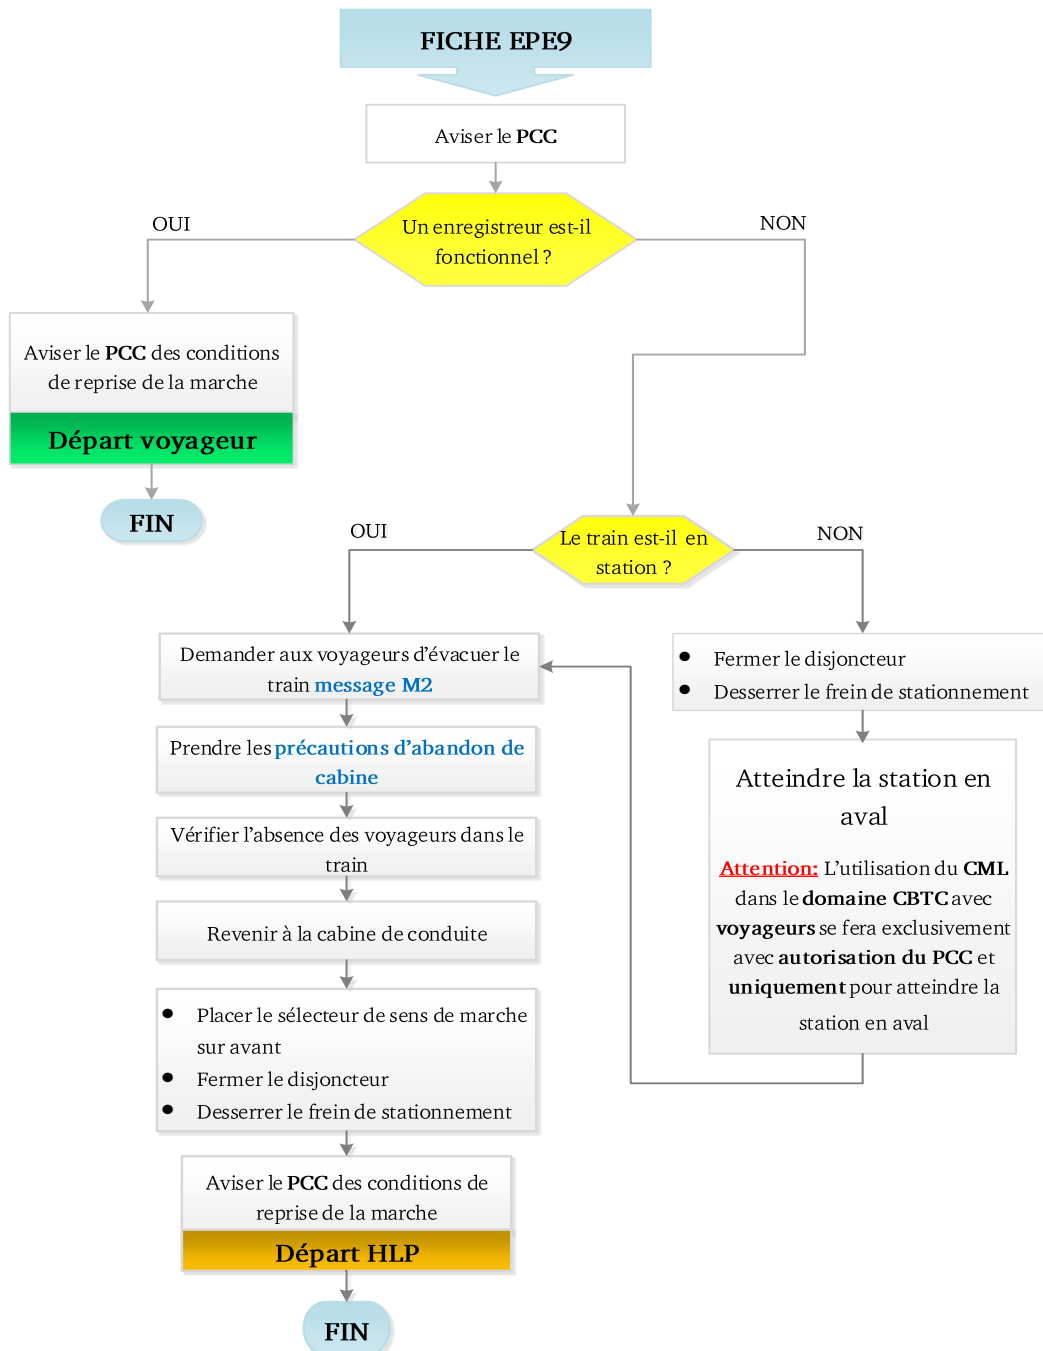 FICHE EPE9
Aviser le PCC
Un enregistreur est-il
fonctionnel ?
OUI
NON
Aviser le PCC des conditions
de reprise de la marche
Départ voyageur
FIN
Le train est-il en
station ?
OUI
NON
Demander aux voyageurs d'évacuer le
train message M2
Prendre les précautions d'abandon de
cabine
Vérifier l'absence des voyageurs dans le
train
Revenir à la cabine de conduite
• Placer le sélecteur de sens de marche
sur avant
• Fermer le disjoncteur
• Desserrer le frein de stationnement
Aviser le PCC des conditions de
reprise de la marche
Départ HLP
FIN
• Fermer le disjoncteur
• Desserrer le frein de stationnement
Atteindre la station en
aval
Attention: L'utilisation du CML
dans le domaine CBTC avec
voyageurs se fera exclusivement
avec autorisation du PCC et
uniquement pour atteindre la
station en aval